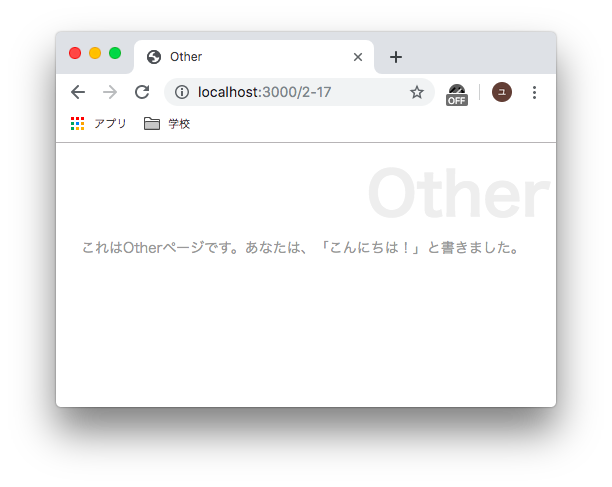 Other
localhost:3000/2-17
OFF
ユ
アプリ
学校
Other
これはOtherページです。あなたは、「こんにちは！」と書きました。